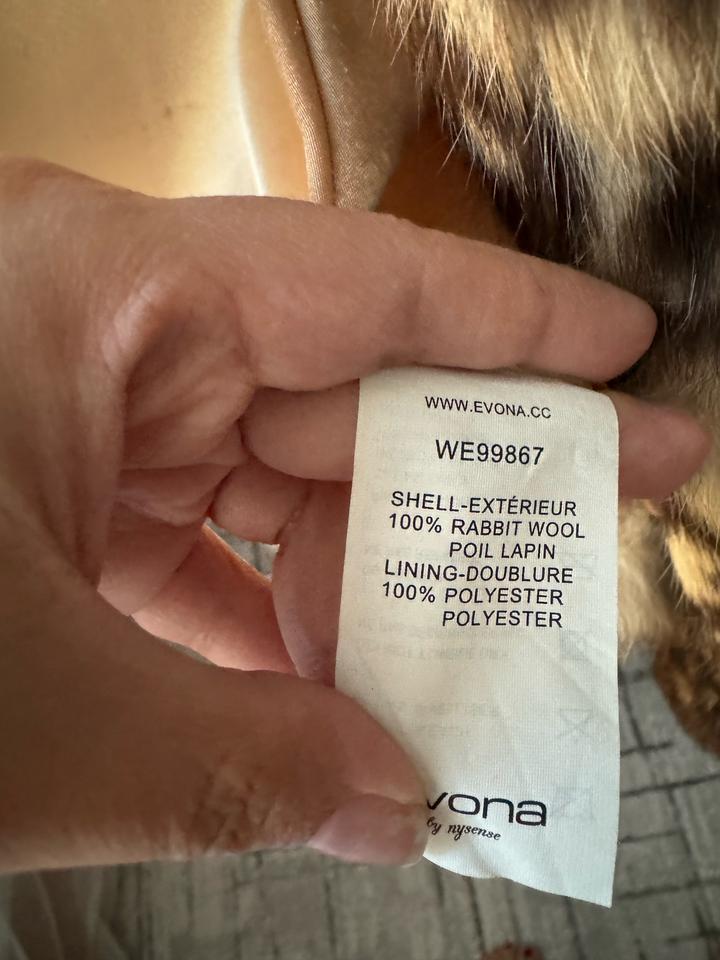 WWW.EVONA.CC
WE99867
SHELL-EXTÉRIEUR
100% RABBIT WOOL
POIL LAPIN
LINING-DOUBLURE
100% POLYESTER
POLYESTER
vona
by nysense